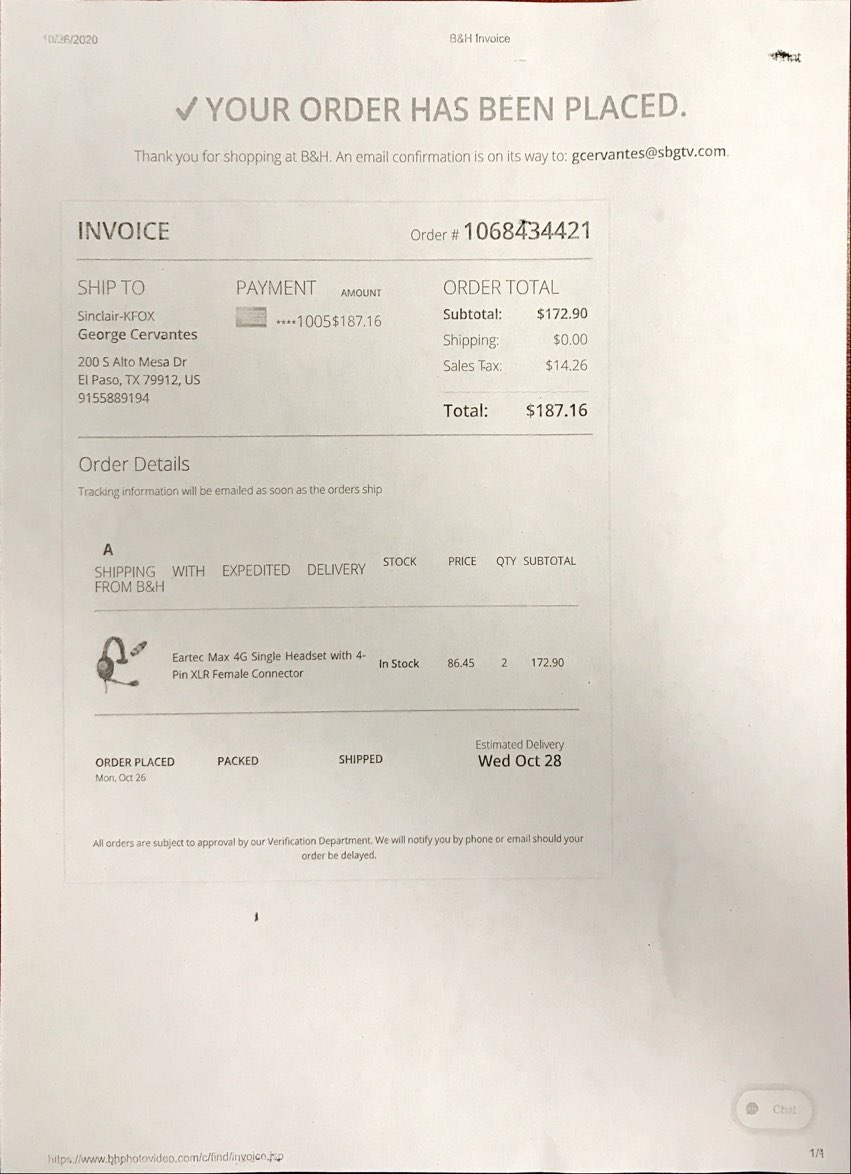 10/26/2020 B&H Invoice
✓ YOUR ORDER HAS BEEN PLACED.
Thank you for shopping at B&H. An email confirmation is on its way to: gcervantes@sbgtv.com.
INVOICE Order # 1068434421
SHIP TO PAYMENT AMOUNT ORDER TOTAL
Sinclair-KFOX ****1005 $187.16 Subtotal: $172.90
George Cervantes Shipping: $0.00
200 S Alto Mesa Dr Sales Tax: $14.26
El Paso, TX 79912, US
9155889194 Total: $187.16
Order Details
Tracking information will be emailed as soon as the orders ship
A
SHIPPING WITH EXPEDITED DELIVERY STOCK PRICE QTY SUBTOTAL
FROM B&H
Eartec Max 4G Single Headset with 4-
Pin XLR Female Connector In Stock 86.45 2 172.90
Estimated Delivery
ORDER PLACED PACKED SHIPPED Wed Oct 28
Mon, Oct 26
All orders are subject to approval by our Verification Department. We will notify you by phone or email should your
order be delayed.
Chat
https://www.bhphotovideo.com/c/find/invoice.jsp 1/1